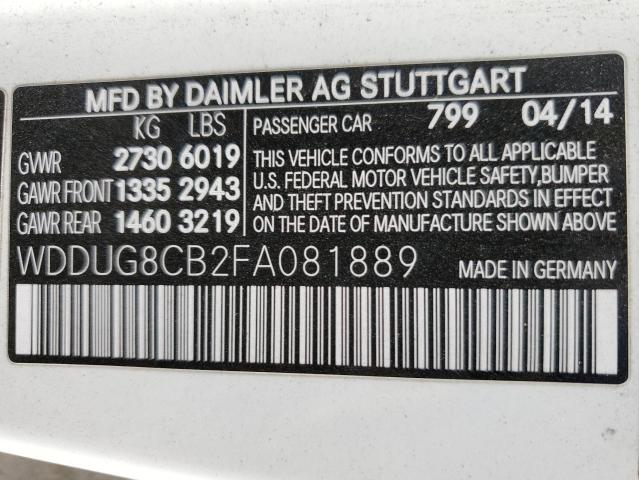 MFD BY DAIMLER AG STUTTGART
KG LBS
GVWR 2730 6019
GAWR FRONT 1335 2943
GAWR REAR 1460 3219
PASSENGER CAR 799 04/14
THIS VEHICLE CONFORMS TO ALL APPLICABLE
U.S. FEDERAL MOTOR VEHICLE SAFETY,BUMPER
AND THEFT PREVENTION STANDARDS IN EFFECT
ON THE DATE OF MANUFACTURE SHOWN ABOVE
WDDUG8CB2FA081889 MADE IN GERMANY